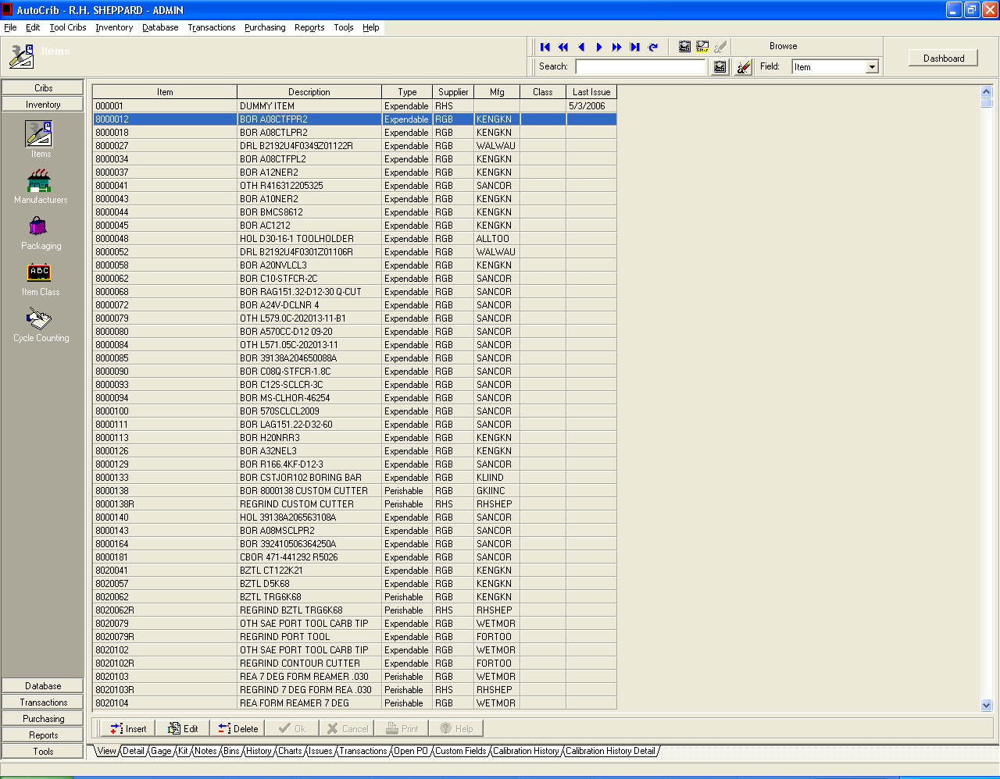 AutoCrib - R.H. SHEPPARD - ADMIN
File Edit Tool Cribs Inventory Database Transactions Purchasing Reports Tools Help
Items
Browse
Dashboard
Search: Field: Item
Cribs
Inventory
Items
Manufacturers
Packaging
ABC
Item Class
Cycle Counting
Database
Transactions
Purchasing
Reports
Tools
Item Description Type Supplier Mfg Class Last Issue
000001 DUMMY ITEM Expendable RHS 5/3/2006
8000012 BOR A08CTFPR2 Expendable RGB KENGKN
8000018 BOR A08CTLPR2 Expendable RGB KENGKN
8000027 DRL B2192U4F0349Z01122R Expendable RGB WALWAU
8000034 BOR A08CTFPL2 Expendable RGB KENGKN
8000037 BOR A12NER2 Expendable RGB KENGKN
8000041 OTH R416312205325 Expendable RGB SANCOR
8000043 BOR A10NER2 Expendable RGB KENGKN
8000044 BOR BMCS8612 Expendable RGB KENGKN
8000045 BOR AC1212 Expendable RGB KENGKN
8000048 HOL D30-16-1 TOOLHOLDER Expendable RGB ALLTOO
8000052 DRL B2192U4F0301Z01106R Expendable RGB WALWAU
8000058 BOR A20NVLCL3 Expendable RGB KENGKN
8000062 BOR C10-STFCR-2C Expendable RGB SANCOR
8000068 BOR RAG151.32-D12-30 Q-CUT Expendable RGB SANCOR
8000072 BOR A24V-DCLNR 4 Expendable RGB SANCOR
8000079 OTH L579.0C-202013-11-B1 Expendable RGB SANCOR
8000080 BOR A570CC-D12 09-20 Expendable RGB SANCOR
8000084 OTH L571.05C-202013-11 Expendable RGB SANCOR
8000085 BOR 39138A204650088A Expendable RGB SANCOR
8000090 BOR C08Q-STFCR-1.8C Expendable RGB SANCOR
8000093 BOR C12S-SCLCR-3C Expendable RGB SANCOR
8000094 BOR MS-CLHOR-46254 Expendable RGB SANCOR
8000100 BOR 570SCLCL2009 Expendable RGB SANCOR
8000111 BOR LAG151.22-D32-60 Expendable RGB SANCOR
8000113 BOR H20NRR3 Expendable RGB KENGKN
8000126 BOR A32NEL3 Expendable RGB KENGKN
8000129 BOR R166.4KF-D12-3 Expendable RGB SANCOR
8000133 BOR CSTJOR102 BORING BAR Expendable RGB KLIIND
8000138 BOR 8000138 CUSTOM CUTTER Perishable RGB GKIINC
8000138R REGRIND CUSTOM CUTTER Perishable RHS RHSHEP
8000140 HOL 39138A206563108A Expendable RGB SANCOR
8000143 BOR A08MSCLPR2 Expendable RGB SANCOR
8000164 BOR 392410506364250A Expendable RGB SANCOR
8000181 CBOR 471-441292 R5026 Expendable RGB SANCOR
8020041 BZTL CT122K21 Expendable RGB KENGKN
8020057 BZTL D5K68 Expendable RGB KENGKN
8020062 BZTL TRG6K68 Perishable RGB KENGKN
8020062R REGRIND BZTL TRG6K68 Perishable RHS RHSHEP
8020079 OTH SAE PORT TOOL CARB TIP Expendable RGB WETMOR
8020079R REGRIND PORT TOOL Expendable RGB FORTOO
8020102 OTH SAE PORT TOOL CARB TIP Expendable RGB WETMOR
8020102R REGRIND CONTOUR CUTTER Expendable RGB FORTOO
8020103 REA 7 DEG FORM REAMER .030 Perishable RGB WETMOR
8020103R REGRIND 7 DEG FORM REA .030 Perishable RHS RHSHEP
8020104 REA FORM REAMER 7 DEG Perishable RGB WETMOR
Insert Edit Delete Ok Cancel Print Help
View Detail Gage Kit Notes Bins History Charts Issues Transactions Open PO Custom Fields Calibration History Calibration History Detail